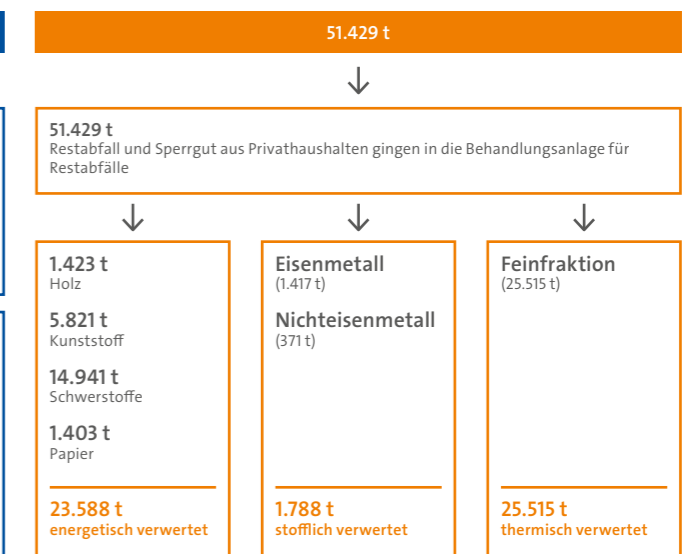 51.429 t
51.429 t
Restabfall und Sperrgut aus Privathaushalten gingen in die Behandlungsanlage für
Restabfälle
1.423 t
Holz
5.821 t
Kunststoff
14.941 t
Schwerstoffe
1.403 t
Papier
23.588 t
energetisch verwertet
Eisenmetall
(1.417 t)
Nichteisenmetall
(371 t)
1.788 t
stofflich verwertet
Feinfraktion
(25.515 t)
25.515 t
thermisch verwertet